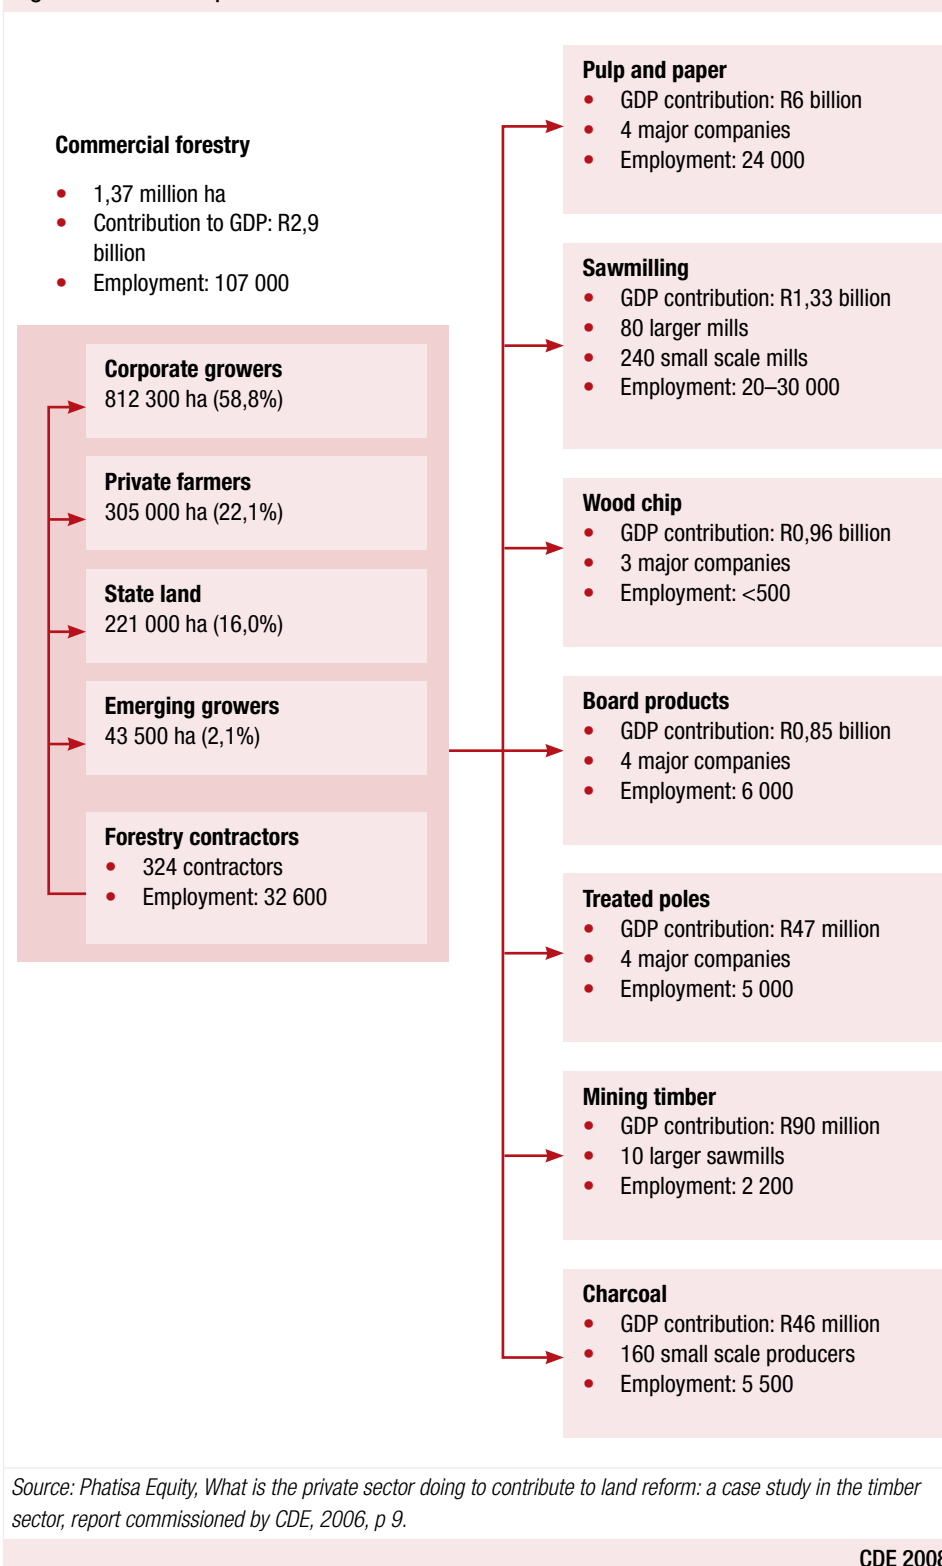 Commercial forestry
• 1,37 million ha
• Contribution to GDP: R2,9
billion
• Employment: 107 000
Corporate growers
812 300 ha (58,8%)
Private farmers
305 000 ha (22,1%)
State land
221 000 ha (16,0%)
Emerging growers
43 500 ha (2,1%)
Forestry contractors
• 324 contractors
• Employment: 32 600
Pulp and paper
• GDP contribution: R6 billion
• 4 major companies
• Employment: 24 000
Sawmilling
• GDP contribution: R1,33 billion
• 80 larger mills
• 240 small scale mills
• Employment: 20–30 000
Wood chip
• GDP contribution: R0,96 billion
• 3 major companies
• Employment: <500
Board products
• GDP contribution: R0,85 billion
• 4 major companies
• Employment: 6 000
Treated poles
• GDP contribution: R47 million
• 4 major companies
• Employment: 5 000
Mining timber
• GDP contribution: R90 million
• 10 larger sawmills
• Employment: 2 200
Charcoal
• GDP contribution: R46 million
• 160 small scale producers
• Employment: 5 500
Source: Phatisa Equity, What is the private sector doing to contribute to land reform: a case study in the timber
sector, report commissioned by CDE, 2006, p 9.
CDE 2008